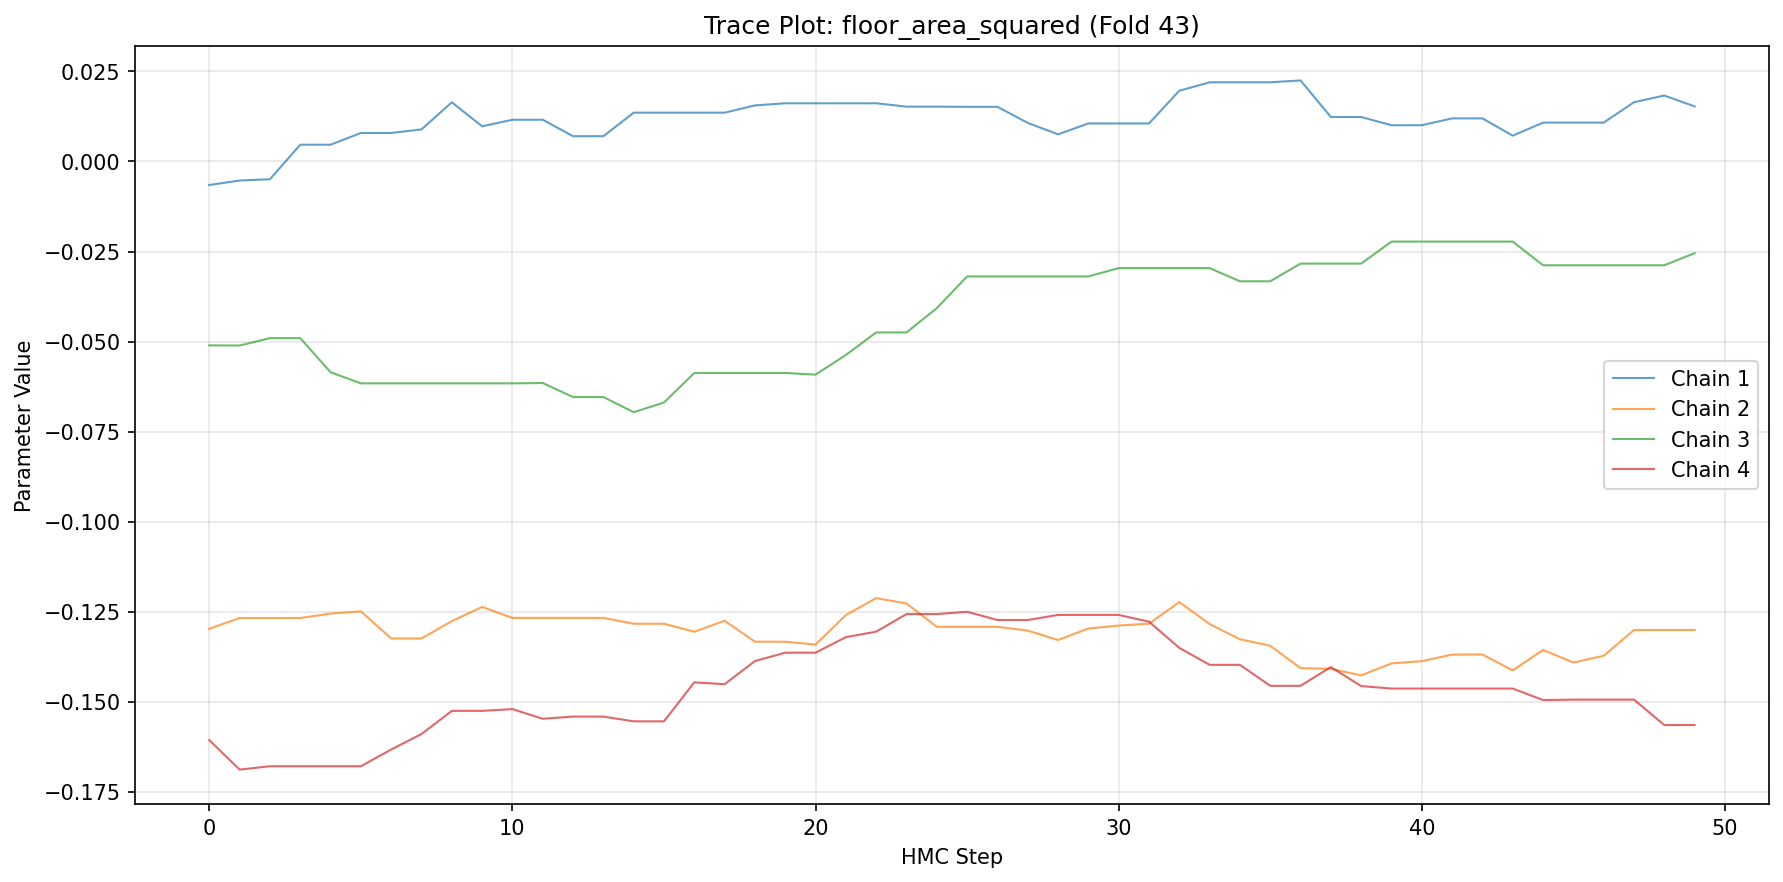 Trace Plot: floor_area_squared (Fold 43)
0.025
0.000
−0.025
−0.050
−0.075
−0.100
−0.125
−0.150
−0.175
Parameter Value
Chain 1
Chain 2
Chain 3
Chain 4
0 10 20 30 40 50
HMC Step